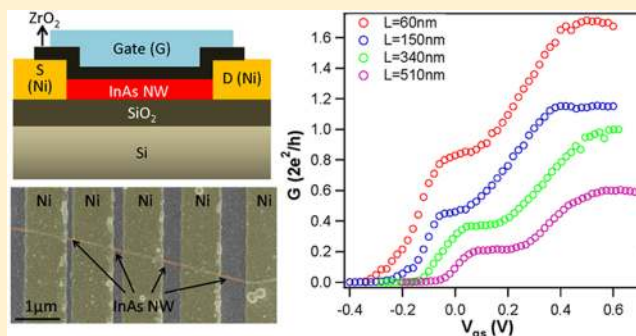 ZrO₂
Gate (G)
S (Ni)
D (Ni)
InAs NW
SiO₂
Si
Ni Ni Ni Ni
InAs NW
1μm
G (2e²/h)
1.6
1.4
1.2
1.0
0.8
0.6
0.4
0.2
0.0
L=60nm
L=150nm
L=340nm
L=510nm
-0.4 -0.2 0.0 0.2 0.4 0.6
V_gs (V)